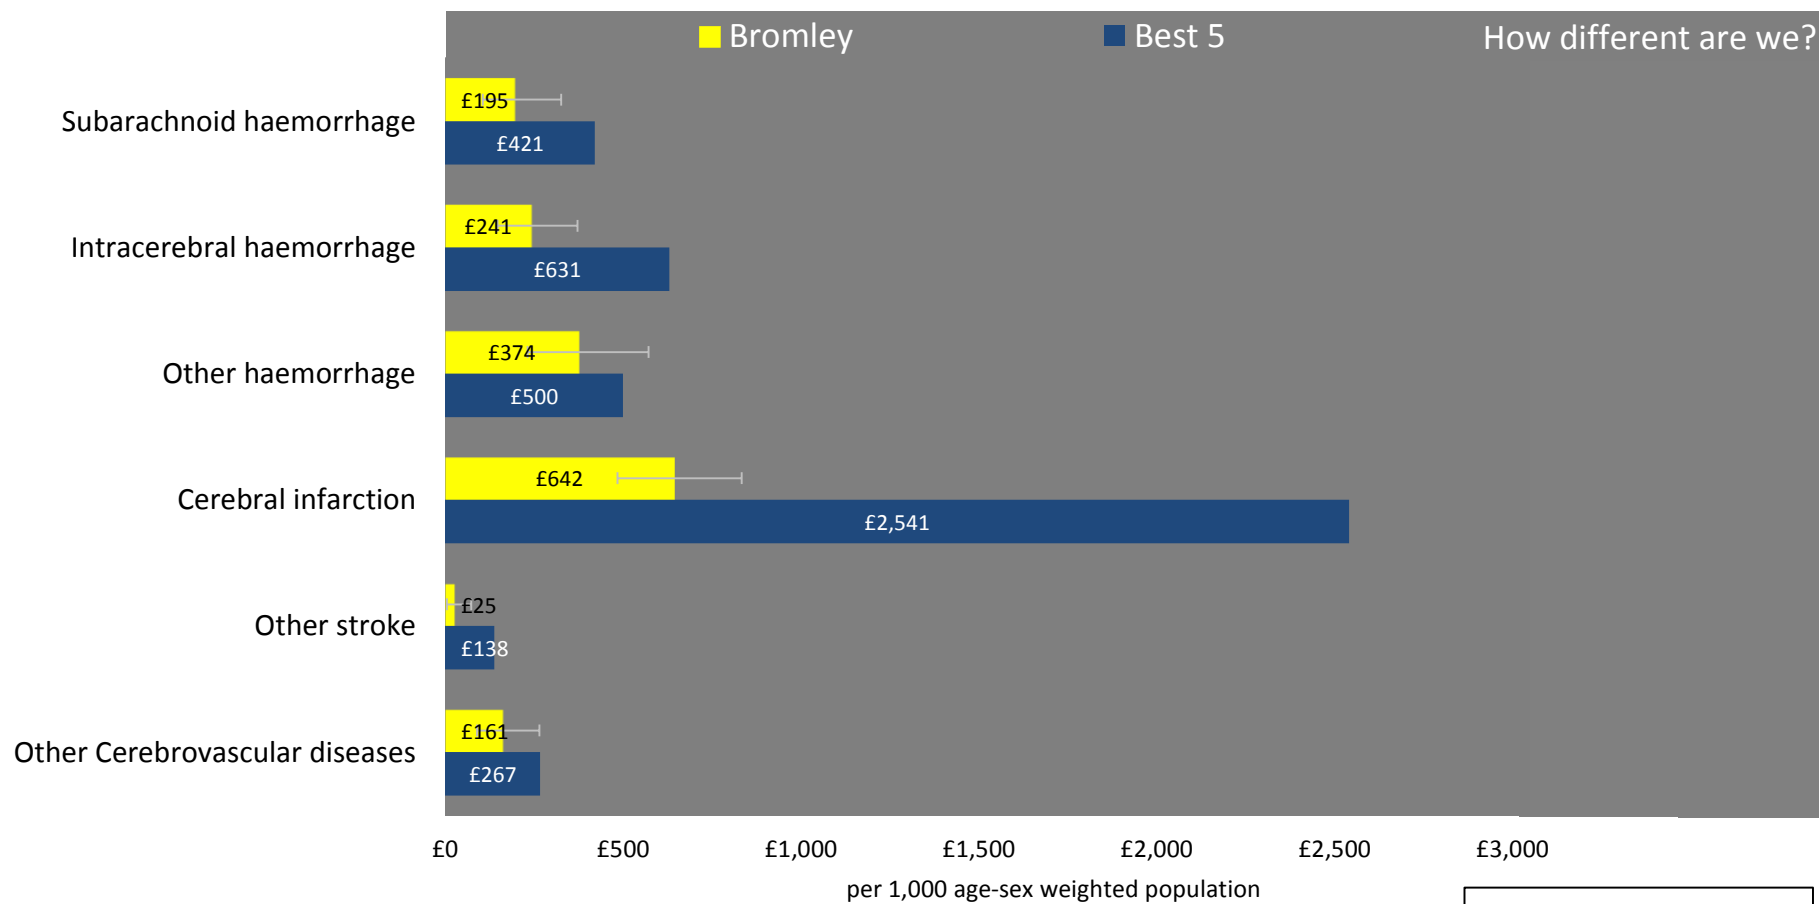 Bromley
Best 5
How different are we?
Subarachnoid haemorrhage
£195
£421
Intracerebral haemorrhage
£241
£631
Other haemorrhage
£374
£500
Cerebral infarction
£642
£2,541
Other stroke
£25
£138
Other Cerebrovascular diseases
£161
£267
£0 £500 £1,000 £1,500 £2,000 £2,500 £3,000
per 1,000 age-sex weighted population